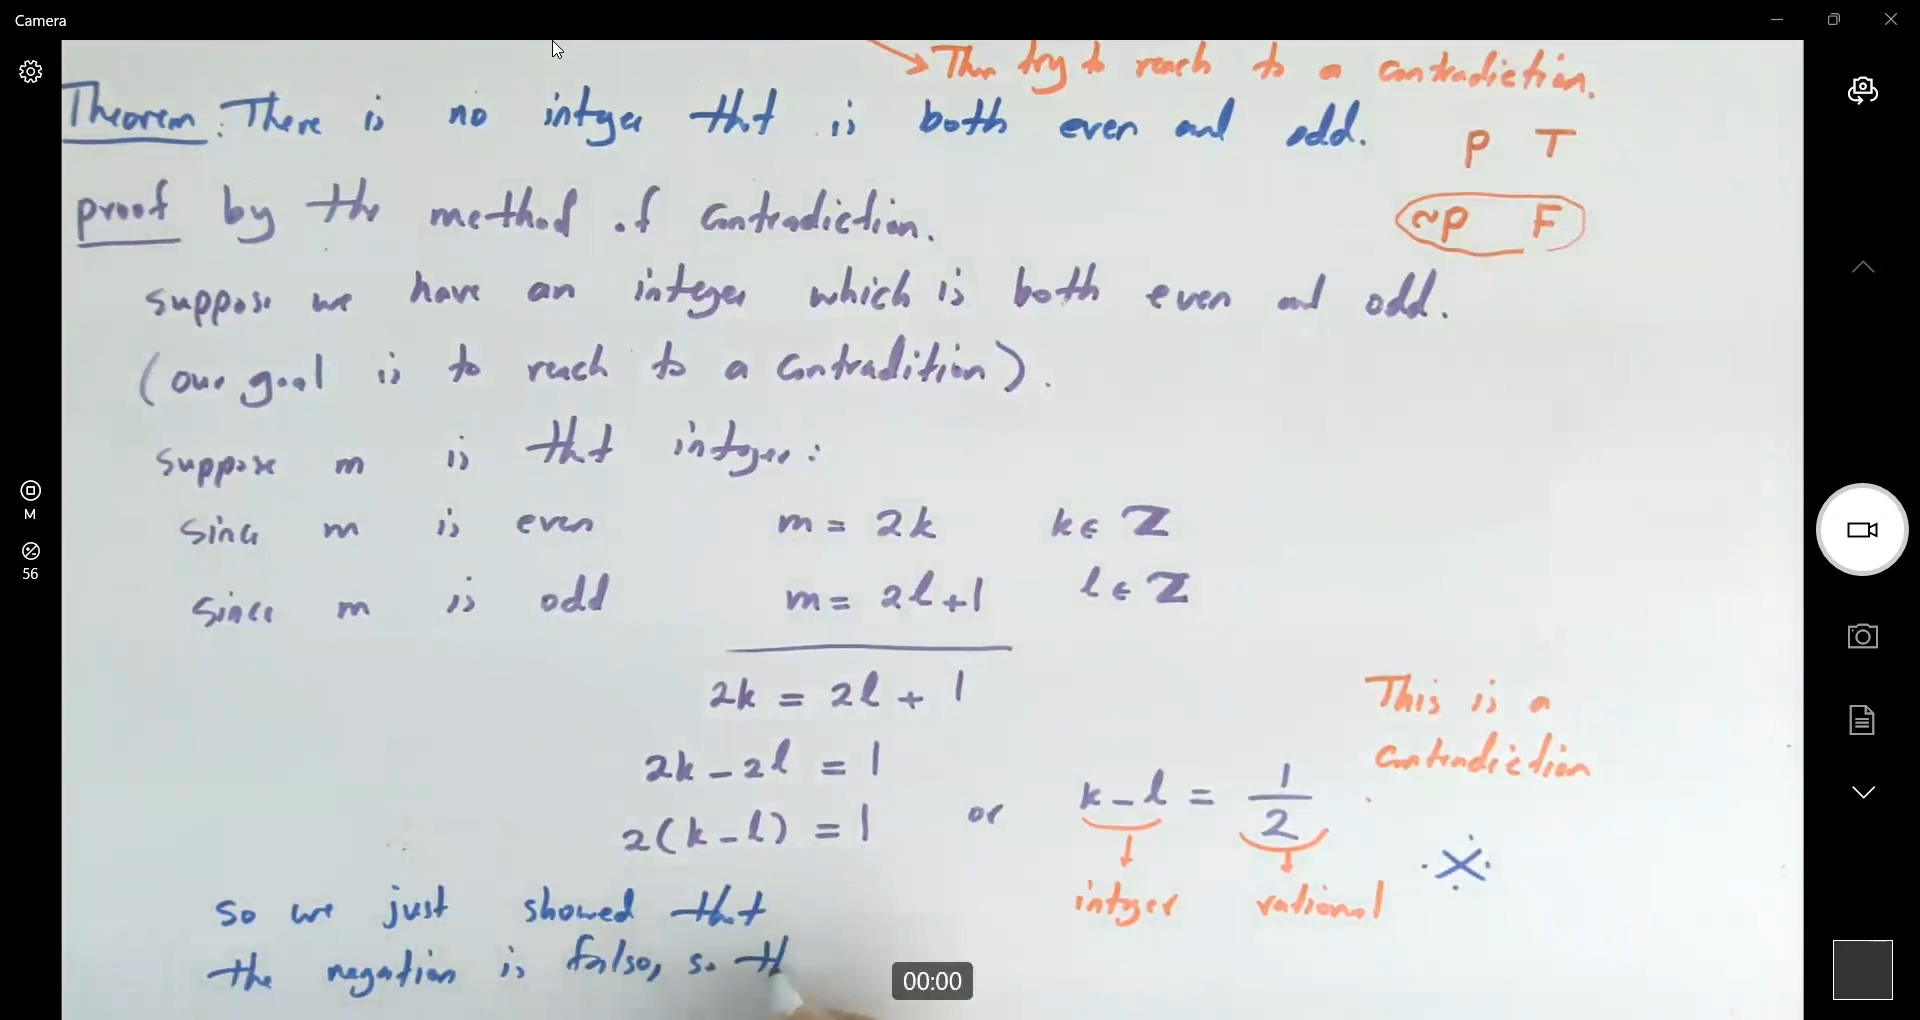 Camera
Then try to reach to a contradiction.
Theorem: There is no integer that is both even and odd.
P T
proof by the method of contradiction.
~P F
suppose we have an integer which is both even and odd.
(our goal is to reach to a contradition).
suppose m is that integer:
since m is even m = 2k k ∈ Z
since m is odd m = 2l+1 l ∈ Z
2k = 2l + 1
2k - 2l = 1
2(k - l) = 1 or k - l = 1/2
This is a
contradiction
integer rational
so we just showed that
the negation is false, so th
M
56
00:00